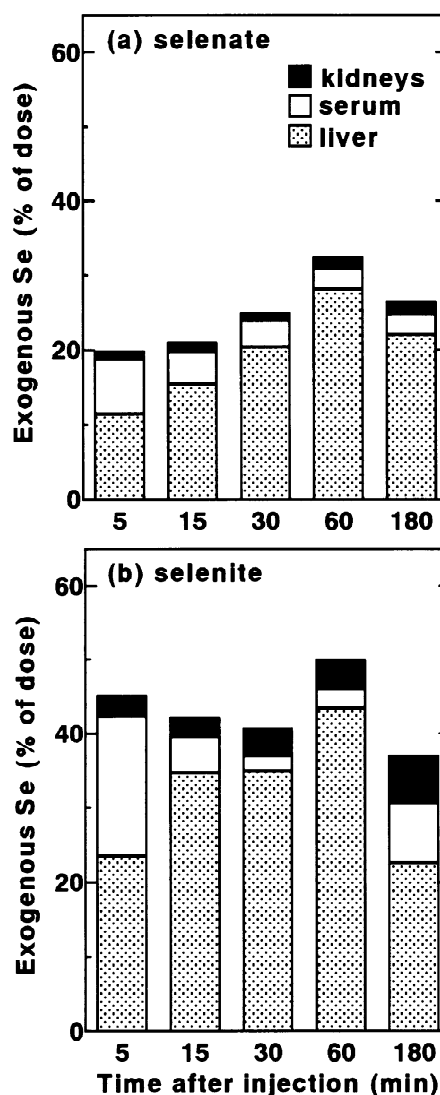 (a) selenate
kidneys
serum
liver
Exogenous Se (% of dose)
60
40
20
0
5 15 30 60 180
(b) selenite
Exogenous Se (% of dose)
60
40
20
0
5 15 30 60 180
Time after injection (min)